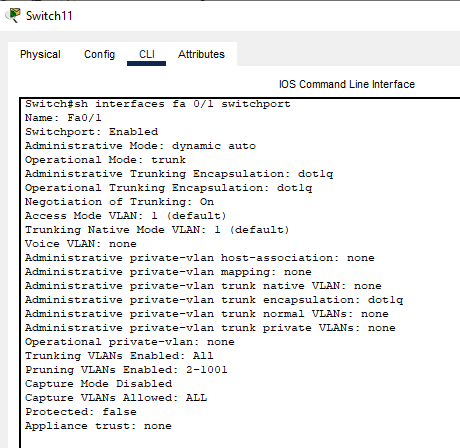 Switch11
Physical Config CLI Attributes
IOS Command Line Interface
Switch#sh interfaces fa 0/1 switchport
Name: Fa0/1
Switchport: Enabled
Administrative Mode: dynamic auto
Operational Mode: trunk
Administrative Trunking Encapsulation: dot1q
Operational Trunking Encapsulation: dot1q
Negotiation of Trunking: On
Access Mode VLAN: 1 (default)
Trunking Native Mode VLAN: 1 (default)
Voice VLAN: none
Administrative private-vlan host-association: none
Administrative private-vlan mapping: none
Administrative private-vlan trunk native VLAN: none
Administrative private-vlan trunk encapsulation: dot1q
Administrative private-vlan trunk normal VLANs: none
Administrative private-vlan trunk private VLANs: none
Operational private-vlan: none
Trunking VLANs Enabled: All
Pruning VLANs Enabled: 2-1001
Capture Mode Disabled
Capture VLANs Allowed: ALL
Protected: false
Appliance trust: none